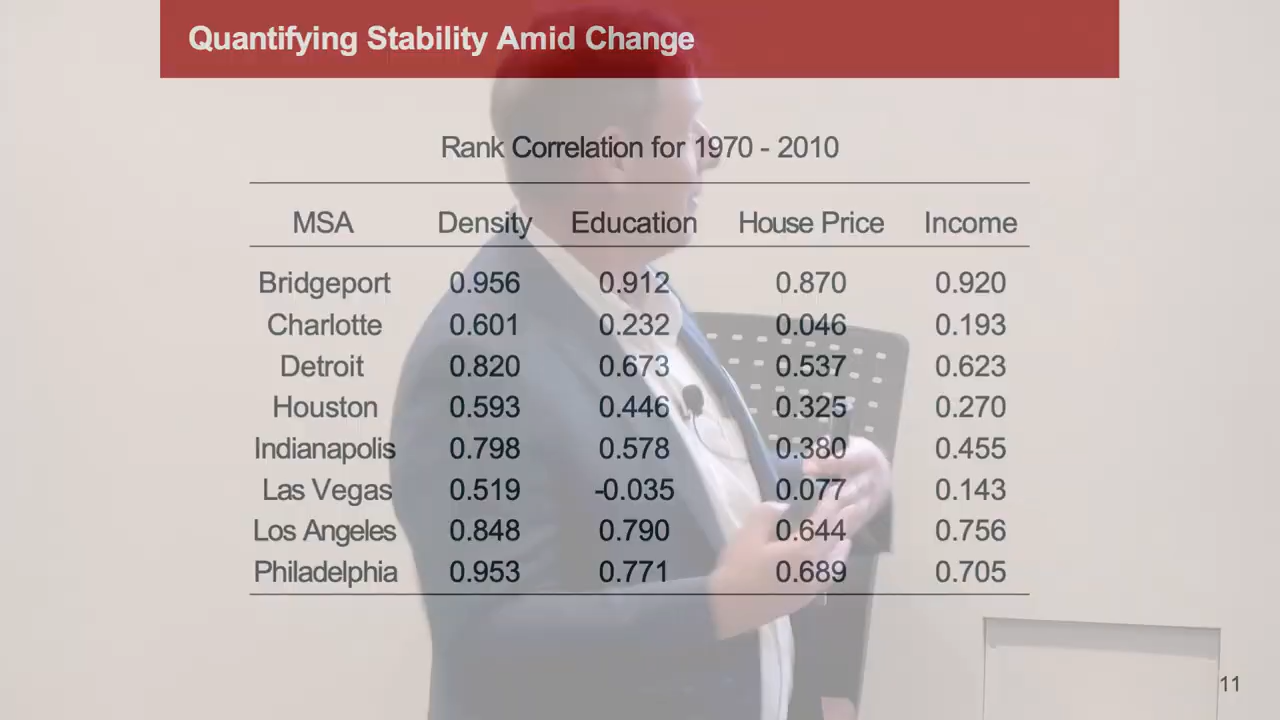 Quantifying Stability Amid Change
Rank Correlation for 1970 - 2010
MSA Density Education House Price Income
Bridgeport 0.956 0.912 0.870 0.920
Charlotte 0.601 0.232 0.046 0.193
Detroit 0.820 0.673 0.537 0.623
Houston 0.593 0.446 0.325 0.270
Indianapolis 0.798 0.578 0.380 0.455
Las Vegas 0.519 -0.035 0.077 0.143
Los Angeles 0.848 0.790 0.644 0.756
Philadelphia 0.953 0.771 0.689 0.705
11